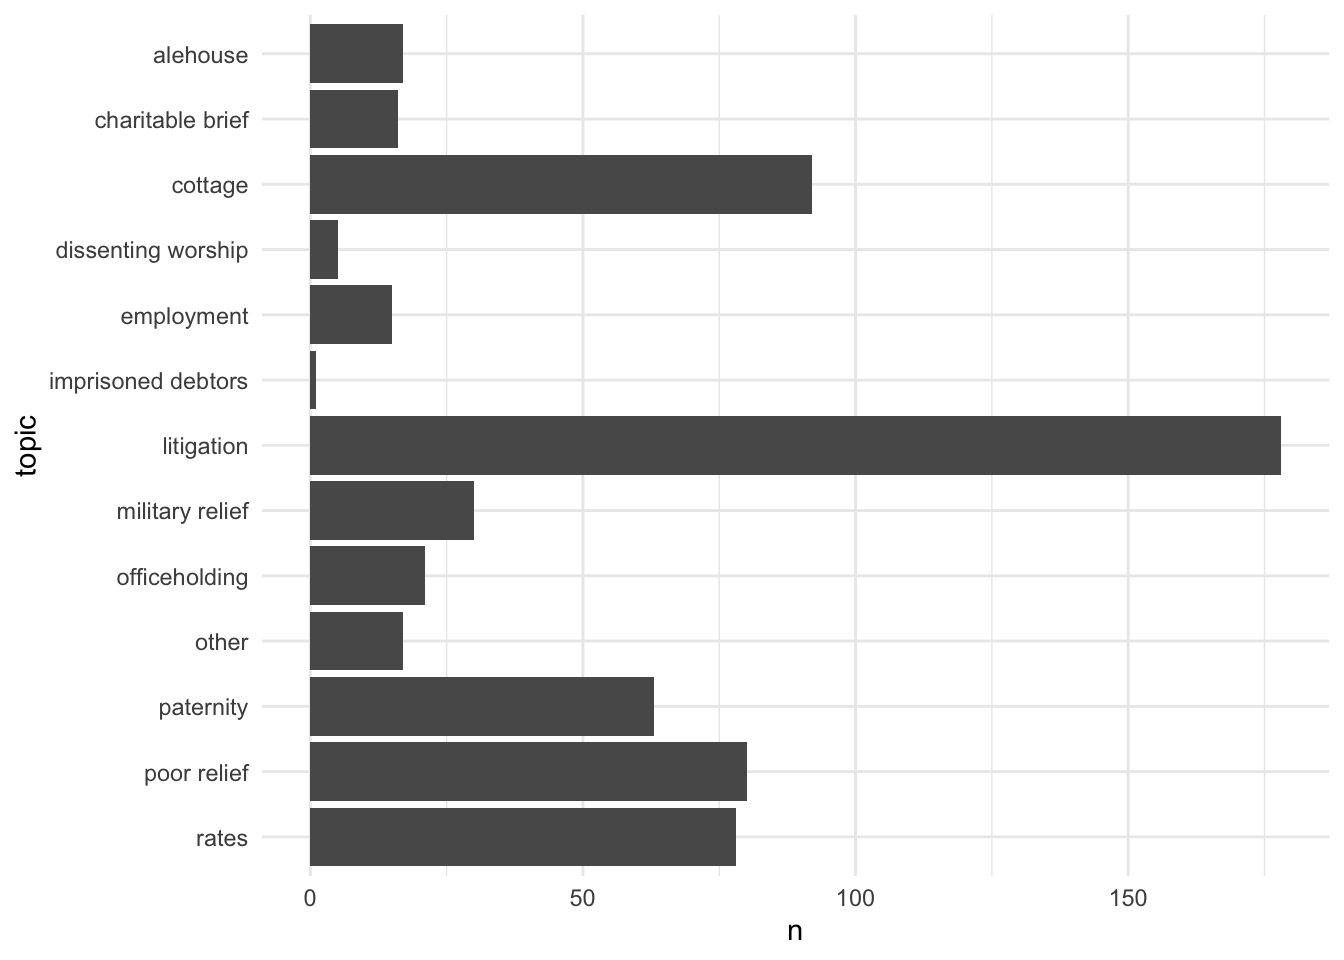 alehouse
charitable brief
cottage
dissenting worship
employment
imprisoned debtors
litigation
military relief
officeholding
other
paternity
poor relief
rates
topic
0 50 100 150
n